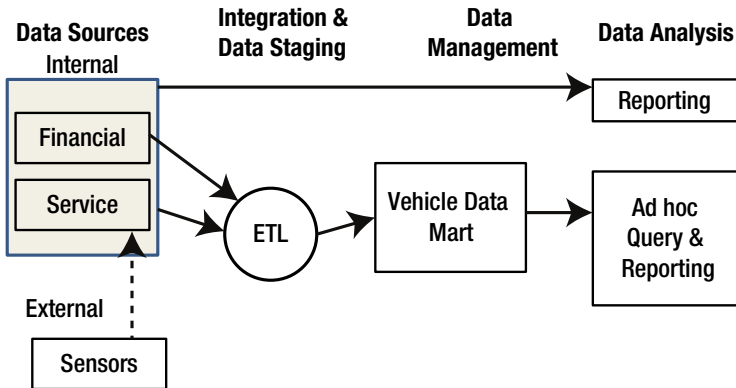 Data Sources
Internal
Integration &
Data Staging
Data
Management
Data Analysis
Financial
Service
Reporting
ETL
Vehicle Data
Mart
Ad hoc
Query &
Reporting
External
Sensors